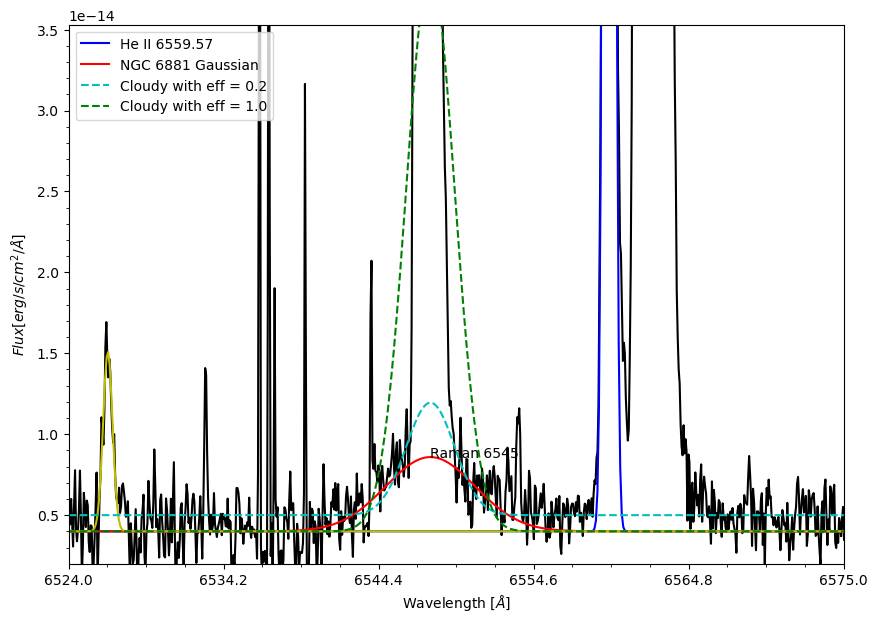 1e−14
3.5
3.0
2.5
2.0
1.5
1.0
0.5
Flux[erg/s/cm²/Å]
He II 6559.57
NGC 6881 Gaussian
Cloudy with eff = 0.2
Cloudy with eff = 1.0
Raman 6545
6524.0 6534.2 6544.4 6554.6 6564.8 6575.0
Wavelength [Å]